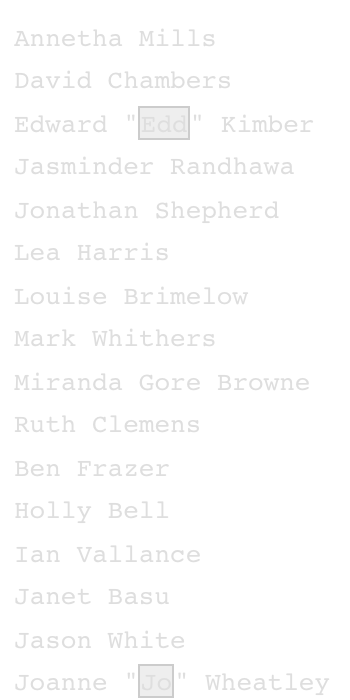 Annetha Mills
David Chambers
Edward "Edd" Kimber
Jasminder Randhawa
Jonathan Shepherd
Lea Harris
Louise Brimelow
Mark Whithers
Miranda Gore Browne
Ruth Clemens
Ben Frazer
Holly Bell
Ian Vallance
Janet Basu
Jason White
Joanne "Jo" Wheatley